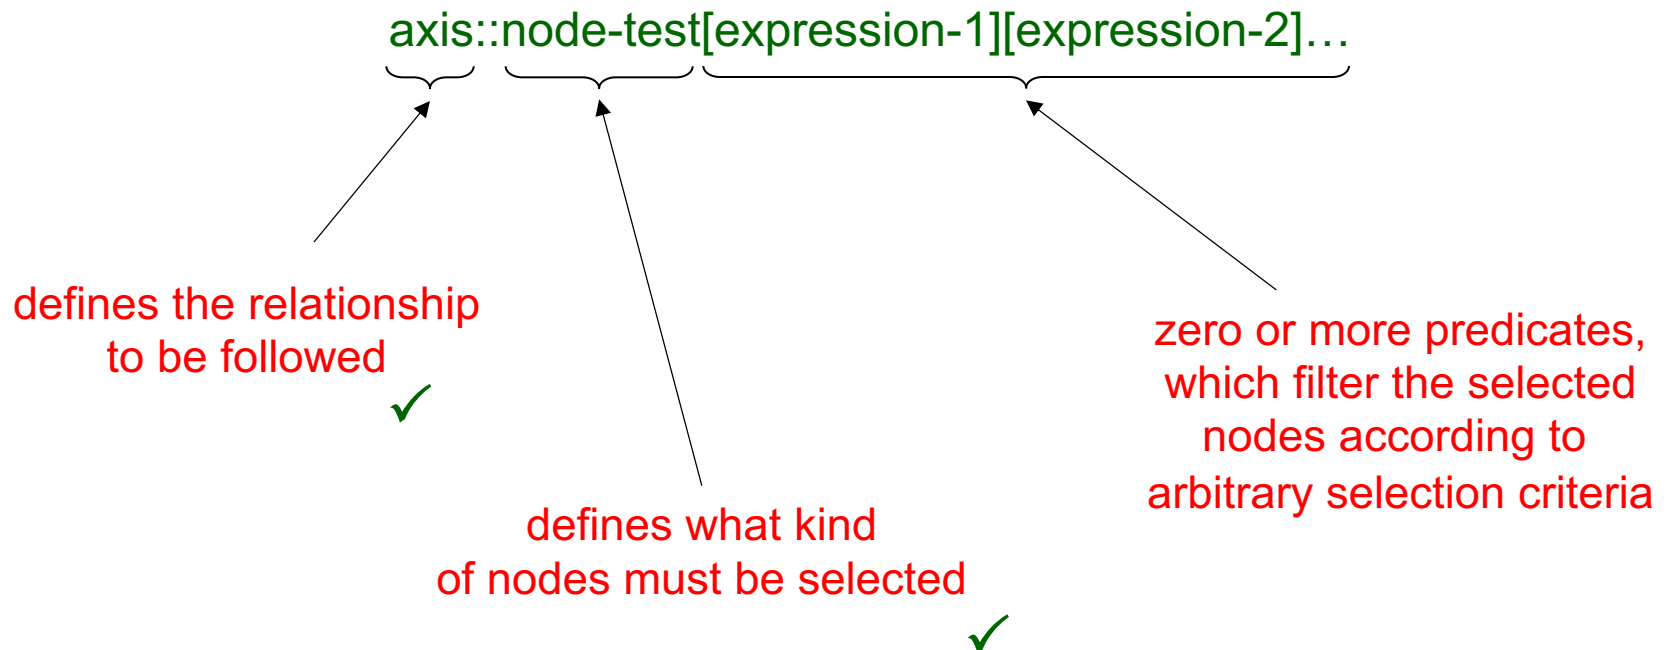 axis::node-test[expression-1][expression-2]…
defines the relationship
to be followed
✓
zero or more predicates,
which filter the selected
nodes according to
arbitrary selection criteria
defines what kind
of nodes must be selected
✓